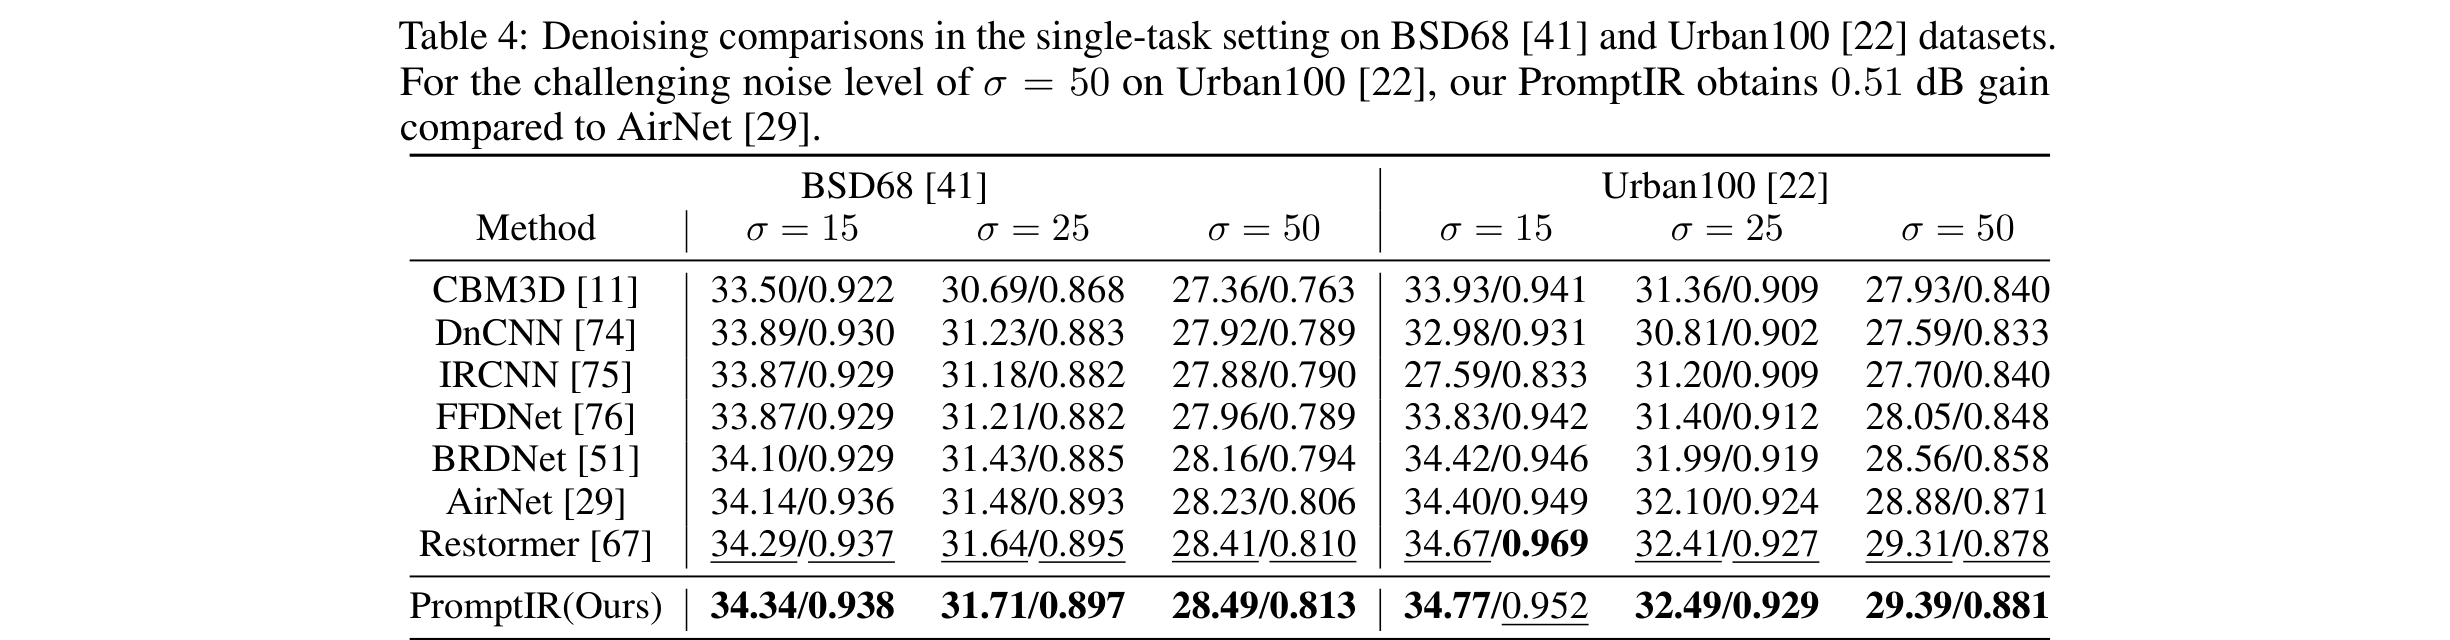 Table 4: Denoising comparisons in the single-task setting on BSD68 [41] and Urban100 [22] datasets.
For the challenging noise level of σ = 50 on Urban100 [22], our PromptIR obtains 0.51 dB gain
compared to AirNet [29].
BSD68 [41] Urban100 [22]
Method σ = 15 σ = 25 σ = 50 σ = 15 σ = 25 σ = 50
CBM3D [11] 33.50/0.922 30.69/0.868 27.36/0.763 33.93/0.941 31.36/0.909 27.93/0.840
DnCNN [74] 33.89/0.930 31.23/0.883 27.92/0.789 32.98/0.931 30.81/0.902 27.59/0.833
IRCNN [75] 33.87/0.929 31.18/0.882 27.88/0.790 27.59/0.833 31.20/0.909 27.70/0.840
FFDNet [76] 33.87/0.929 31.21/0.882 27.96/0.789 33.83/0.942 31.40/0.912 28.05/0.848
BRDNet [51] 34.10/0.929 31.43/0.885 28.16/0.794 34.42/0.946 31.99/0.919 28.56/0.858
AirNet [29] 34.14/0.936 31.48/0.893 28.23/0.806 34.40/0.949 32.10/0.924 28.88/0.871
Restormer [67] 34.29/0.937 31.64/0.895 28.41/0.810 34.67/0.969 32.41/0.927 29.31/0.878
PromptIR(Ours) 34.34/0.938 31.71/0.897 28.49/0.813 34.77/0.952 32.49/0.929 29.39/0.881